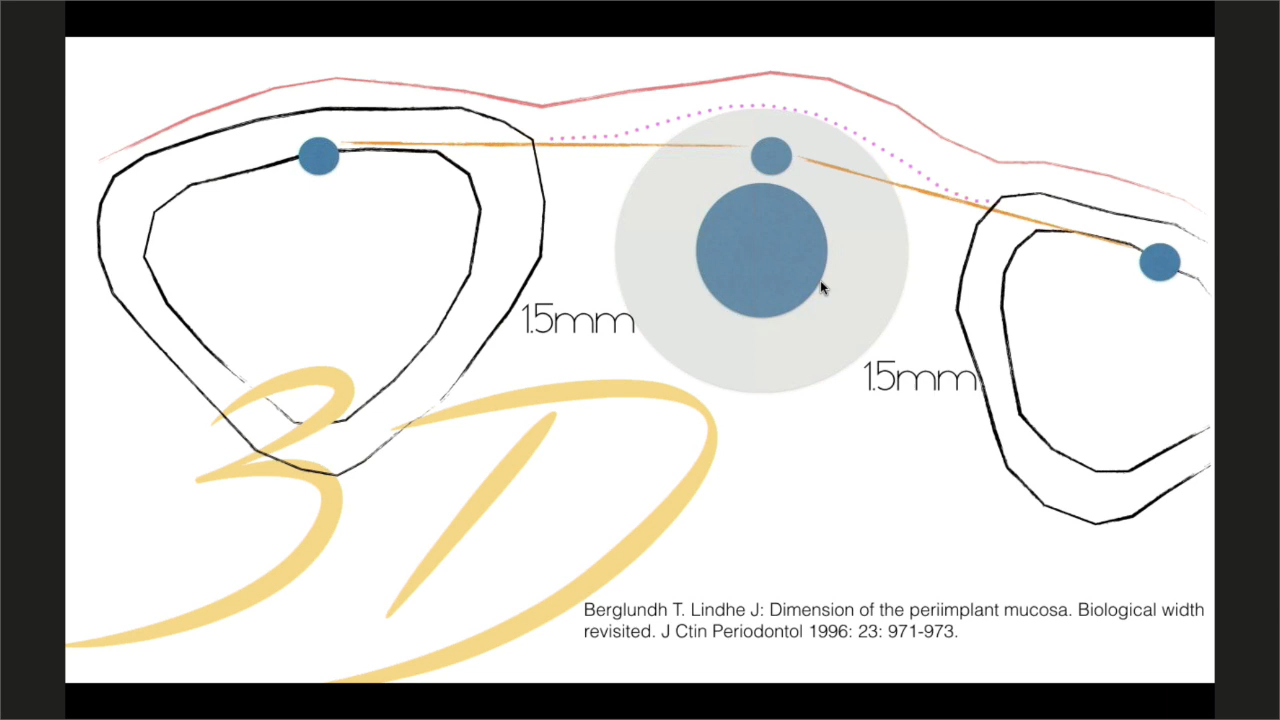 1.5mm
1.5mm
3D
Berglundh T. Lindhe J: Dimension of the periimplant mucosa. Biological width
revisited. J Ctin Periodontol 1996: 23: 971-973.